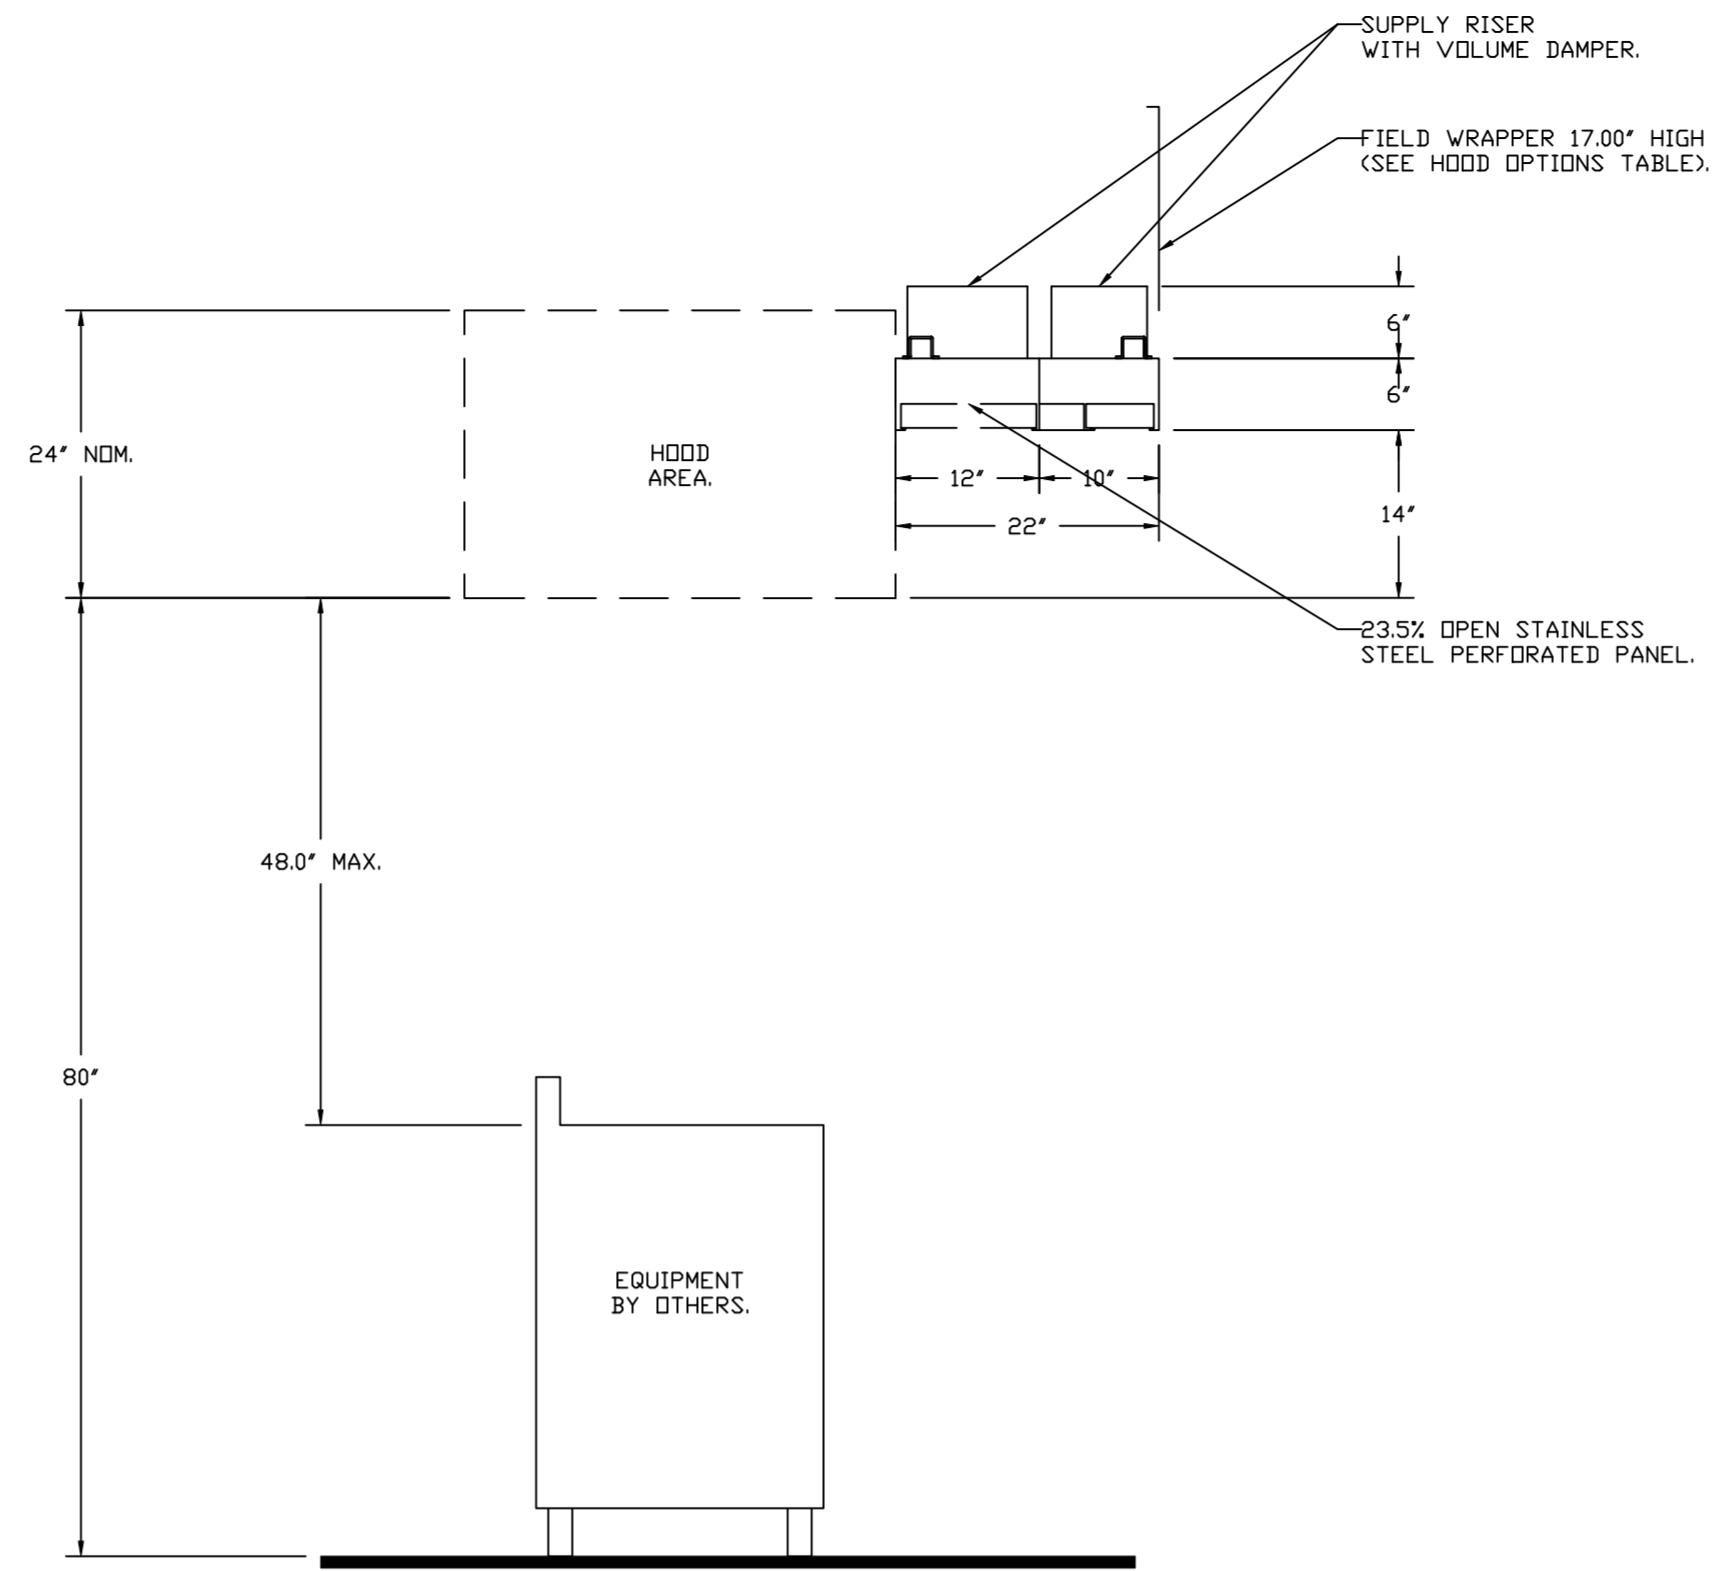 SUPPLY RISER
WITH VOLUME DAMPER.
FIELD WRAPPER 17.00" HIGH
(SEE HOOD OPTIONS TABLE).
6"
6"
24" NOM.
HOOD
AREA.
12"
10"
14"
22"
23.5% OPEN STAINLESS
STEEL PERFORATED PANEL.
48.0" MAX.
80"
EQUIPMENT
BY OTHERS.